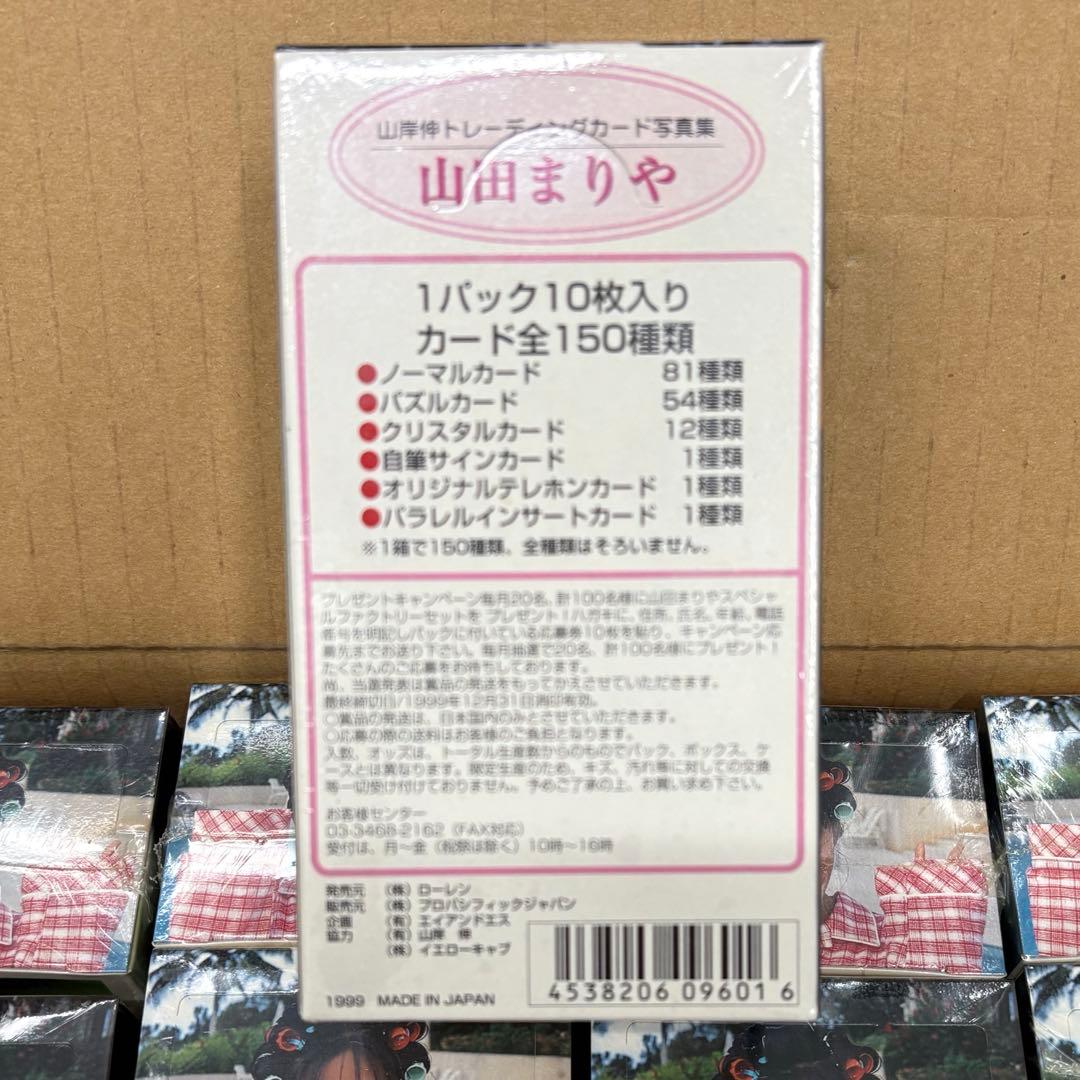 山岸伸トレーディングカード写真集
山田まりや
1パック10枚入り
カード全150種類
●ノーマルカード 81種類
●パズルカード 54種類
●クリスタルカード 12種類
●自筆サインカード 1種類
●オリジナルテレホンカード 1種類
●パラレルインサートカード 1種類
※1箱で150種類、全種類はそろいません。
プレゼントキャンペーン毎月20名、計100名様に山田まりやスペシャ
ルファクトリーセットを プレゼント!ハガキに、住所、氏名、年齢、電話
番号を明記しパックに付いている応募券10枚を貼り、キャンペーン応
募先までお送り下さい。毎月抽選で20名、計100名様にプレゼント!
たくさんのご応募をお待ちしております。
尚、当選発表は賞品の発送をもってかえさせていただきます。
最終締切日/1999年12月31日消印有効。
○賞品の発送は、日本国内のみとさせていただきます。
○応募の際の送料はお客様のご負担となります。
入数、オッズは、トータル生産数からのものでパック、ボックス、ケ
ースとは異なります。限定生産のため、キズ、汚れ等に対しての交換
等一切受け付けておりません。予めご了承の上、お買い求め下さい。
お客様センター
03-3468-2162(FAX対応)
受付は、月~金(祝祭は除く)10時~16時
発売元 (株)ローレン
販売元 (株)プロパシフィックジャパン
企画 (有)エイアンドエス
協力 (有)山岸 伸
(株)イエローキャブ
1999 MADE IN JAPAN
4538206 09601 6